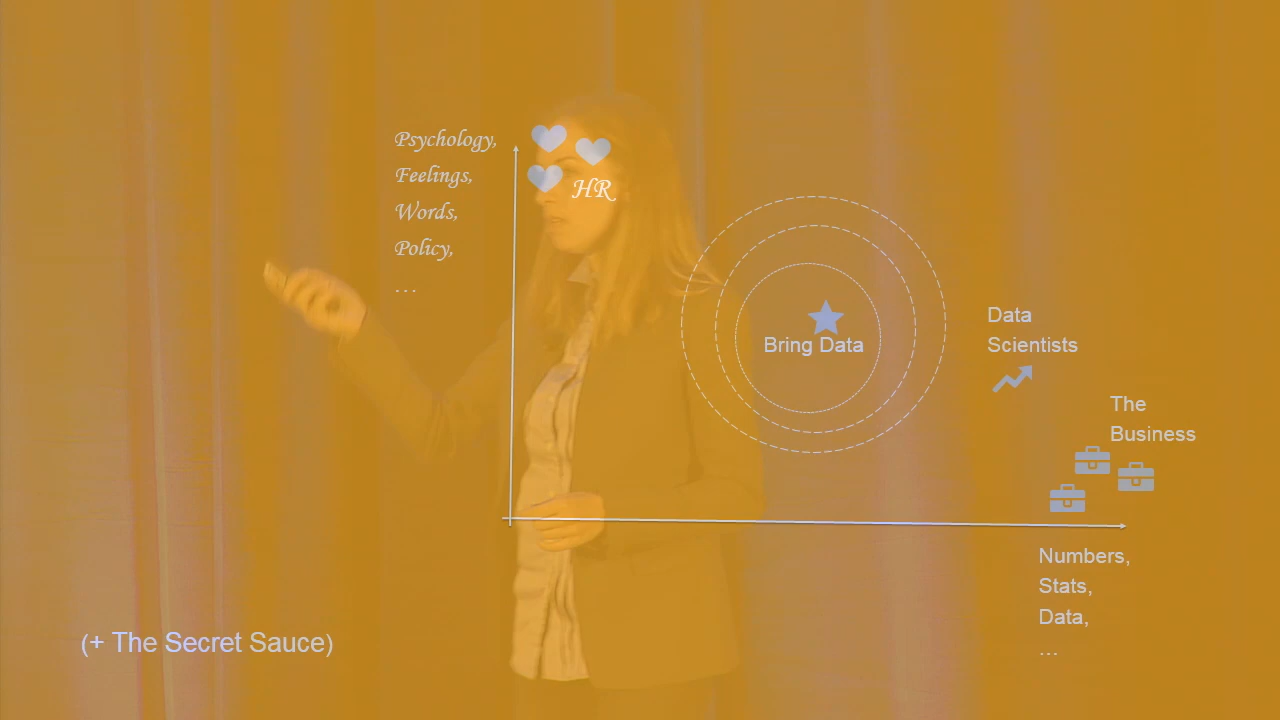 Psychology,
Feelings,
Words,
Policy,
...
HR
Bring Data
Data
Scientists
The
Business
Numbers,
Stats,
Data,
...
(+ The Secret Sauce)